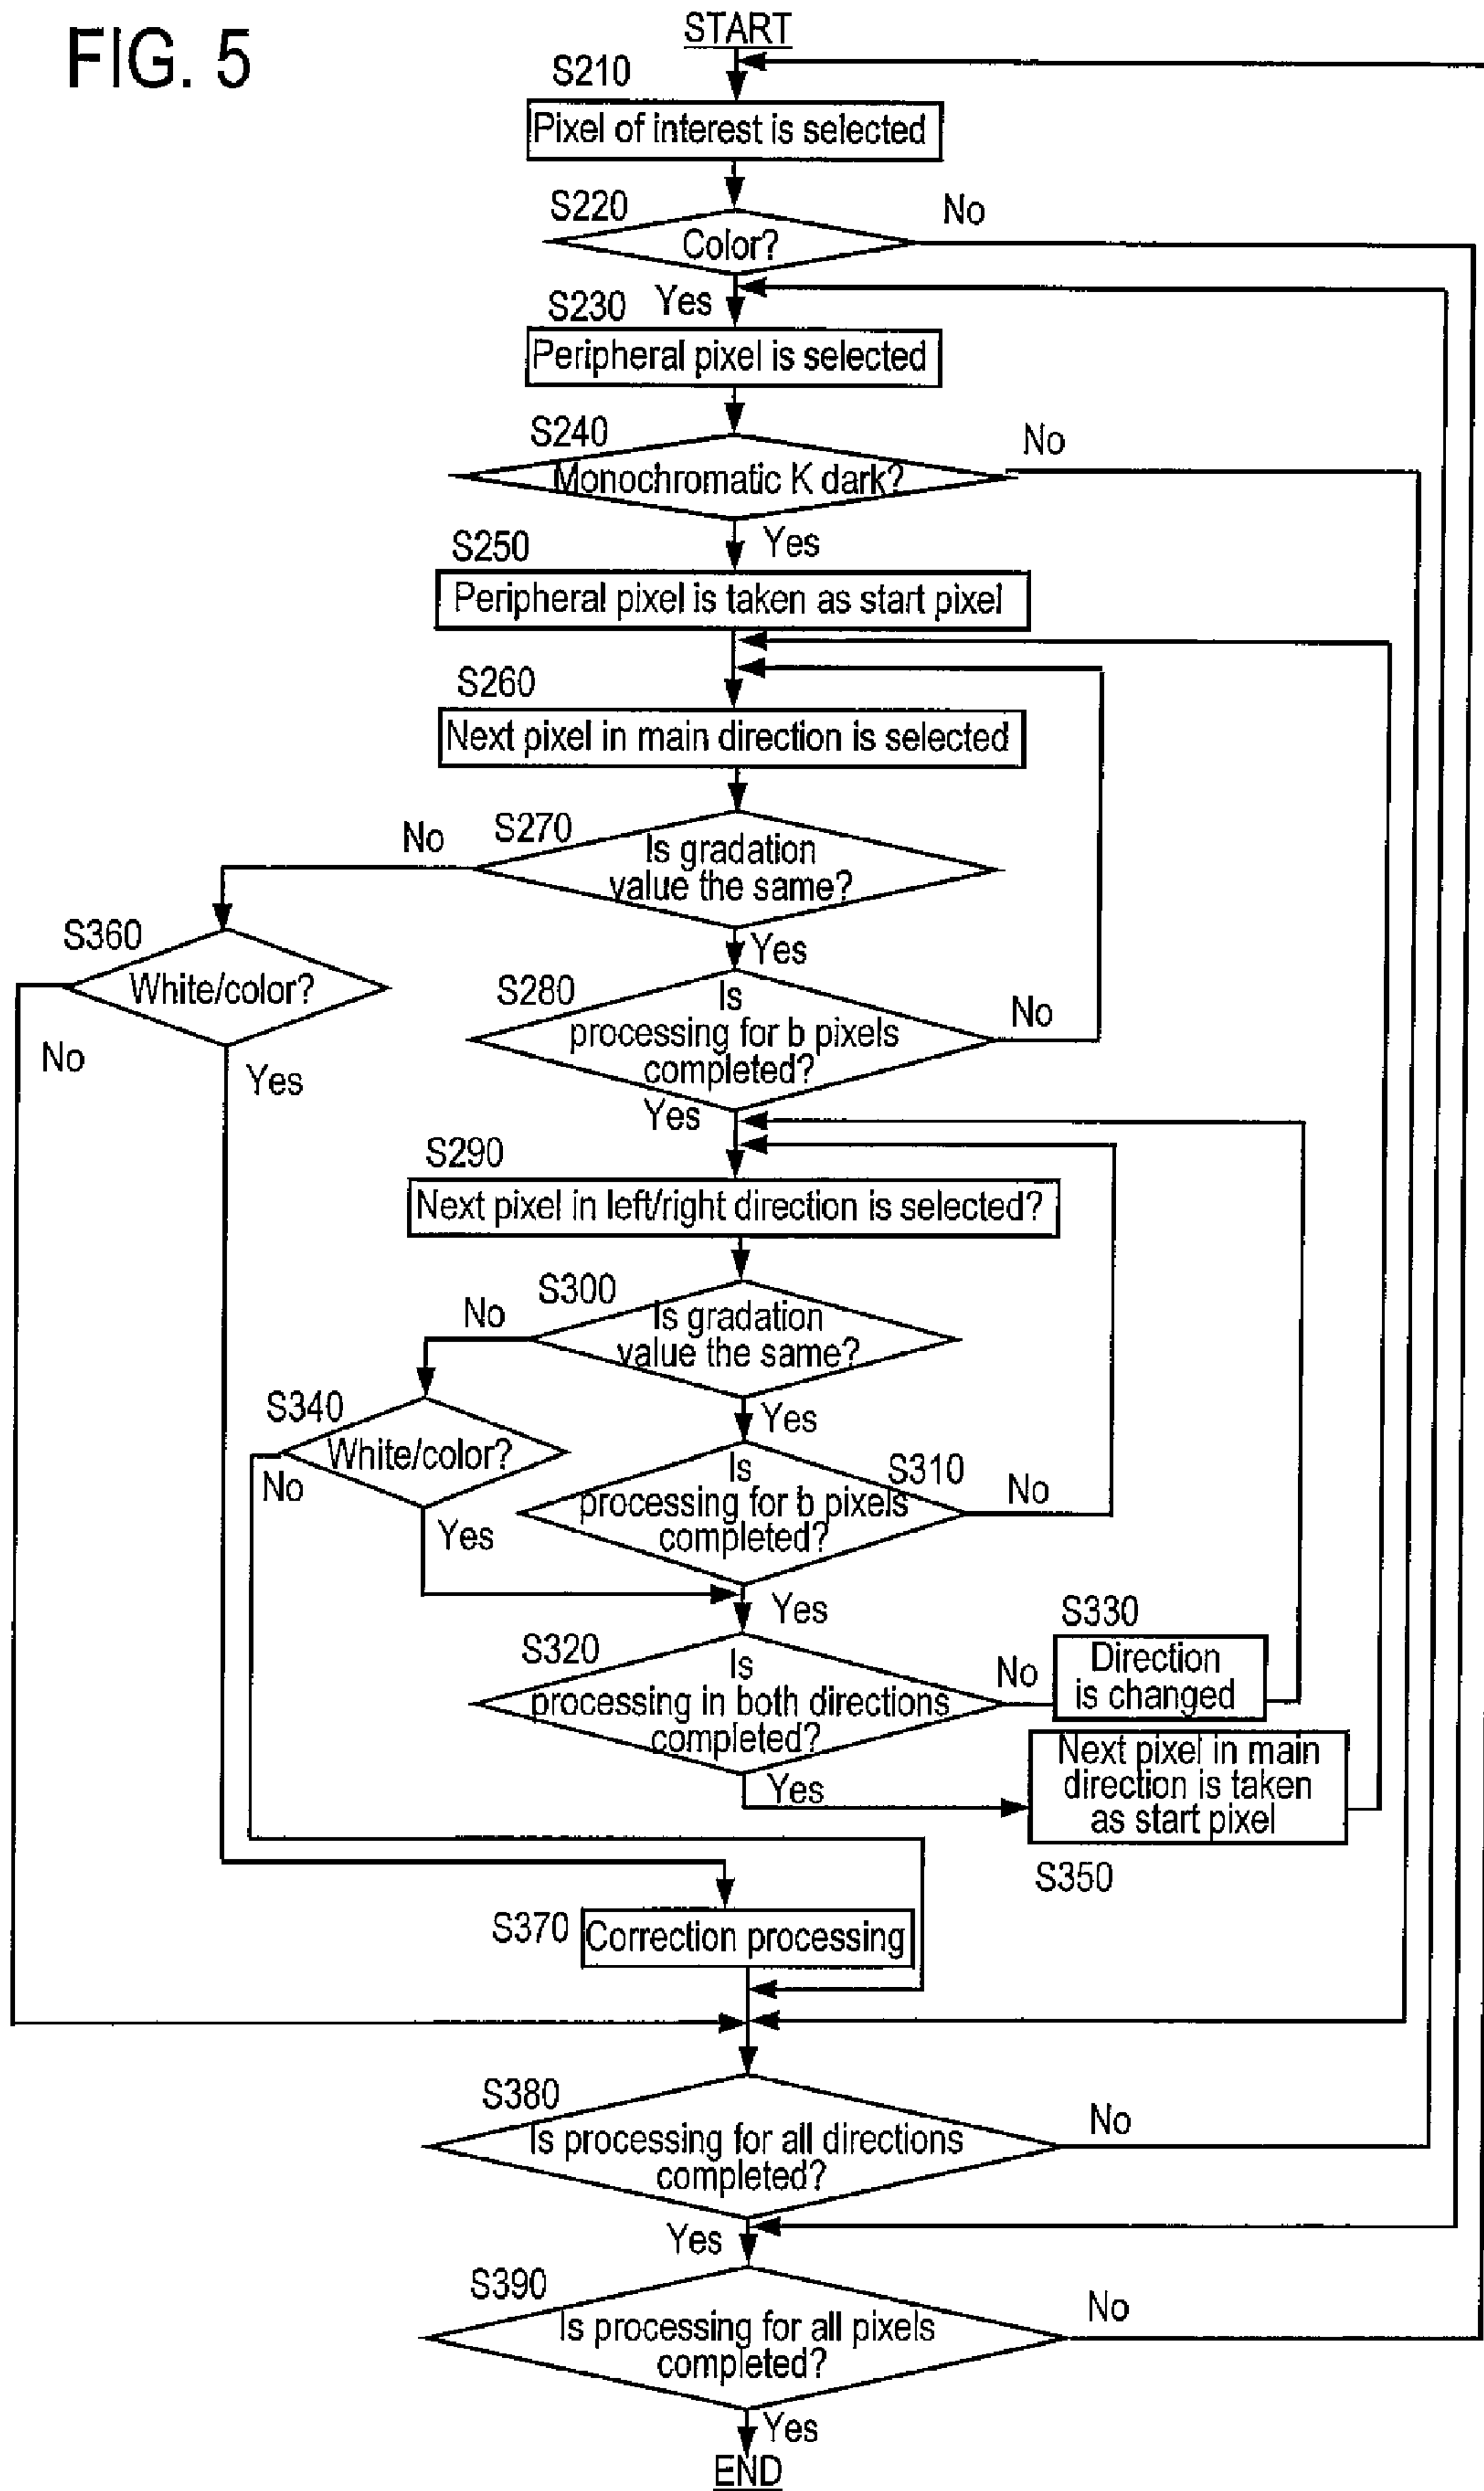 FIG. 5
START
S210
Pixel of interest is selected
S220
Color?
No
Yes
S230
Peripheral pixel is selected
S240
Monochromatic K dark?
No
Yes
S250
Peripheral pixel is taken as start pixel
S260
Next pixel in main direction is selected
S270
Is gradation
value the same?
No
Yes
S360
White/color?
No
Yes
S280
Is
processing for b pixels
completed?
No
Yes
S290
Next pixel in left/right direction is selected?
S300
Is gradation
value the same?
No
Yes
S340
White/color?
No
Yes
S310
Is
processing for b pixels
completed?
No
Yes
S320
Is
processing in both directions
completed?
No
Yes
S330
Direction
is changed
Next pixel in main
direction is taken
as start pixel
S350
S370
Correction processing
S380
Is processing for all directions
completed?
No
Yes
S390
Is processing for all pixels
completed?
No
Yes
END